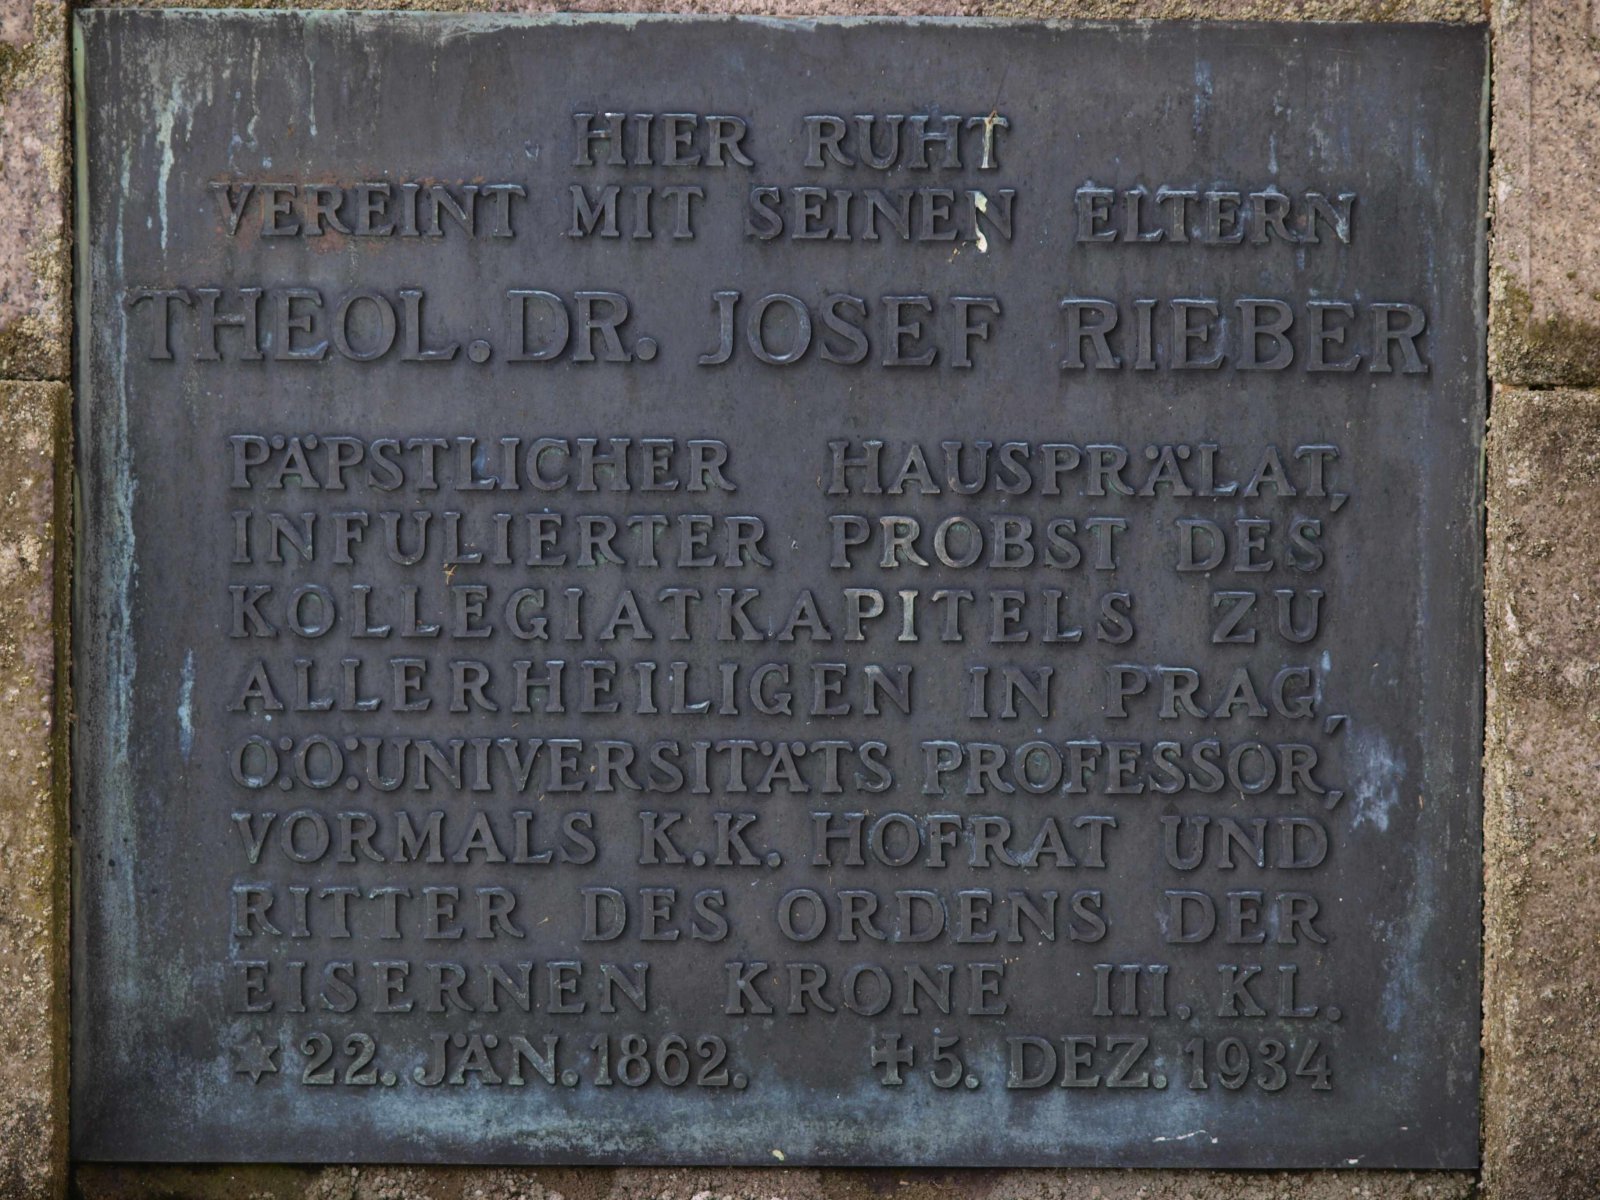 HIER RUHT
VEREINT MIT SEINEN ELTERN
THEOL. DR. JOSEF RIEBER
PÄPSTLICHER HAUSPRÄLAT,
INFULIERTER PROBST DES
KOLLEGIATKAPITELS ZU
ALLERHEILIGEN IN PRAG,
O:Ö:UNIVERSITÄTS PROFESSOR,
VORMALS K.K. HOFRAT UND
RITTER DES ORDENS DER
EISERNEN KRONE III. KL.
✶ 22. JÄN. 1862. ✝ 5. DEZ. 1934